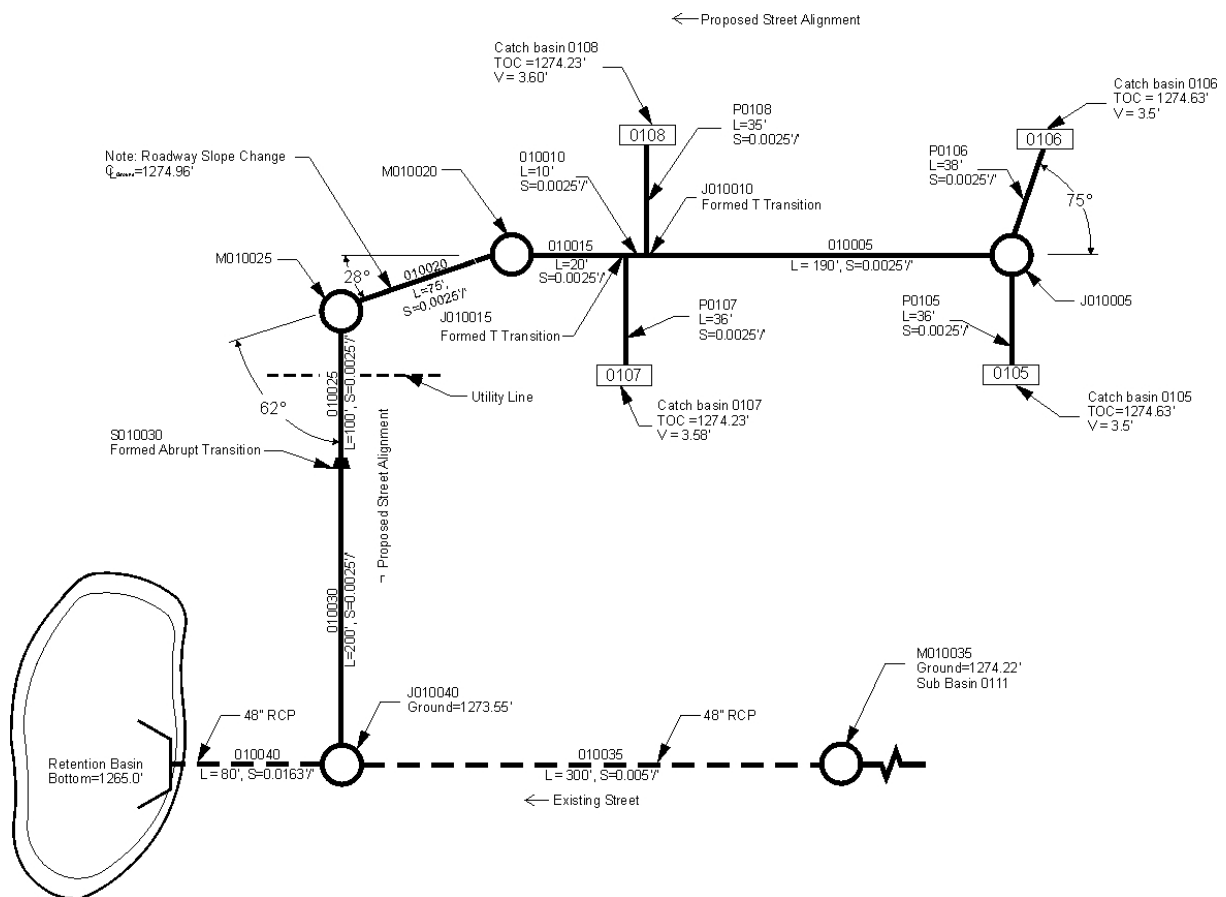 ← Proposed Street Alignment
Catch basin 0108
TOC =1274.23'
V = 3.60'
Catch basin 0106
TOC = 1274.63'
V = 3.5'
P0108
L=35'
S=0.0025'/'
0108
0106
Note: Roadway Slope Change
=1274.96'
M010020
010010
L=10'
S=0.0025'/'
P0106
L=38'
S=0.0025'/'
J010010
Formed T Transition
75°
M010025
28°
010020
L=75'
S=0.0025'/'
010015
L=20'
S=0.0025'/'
010005
L = 190', S=0.0025'/'
J010005
J010015
Formed T Transition
P0107
L=36'
S=0.0025'/'
P0105
L=36'
S=0.0025'/'
0107
0105
010025
L=100', S=0.0025'/'
Utility Line
62°
Catch basin 0107
TOC =1274.23'
V = 3.58'
Catch basin 0105
TOC=1274.63'
V = 3.5'
S010030
Formed Abrupt Transition
Proposed Street Alignment
010030
L=200', S=0.0025'/'
M010035
Ground=1274.22'
Sub Basin 0111
J010040
Ground=1273.55'
48" RCP
48" RCP
Retention Basin
Bottom=1265.0'
010040
L = 80', S=0.0163'/'
010035
L = 300', S=0.005'/'
← Existing Street